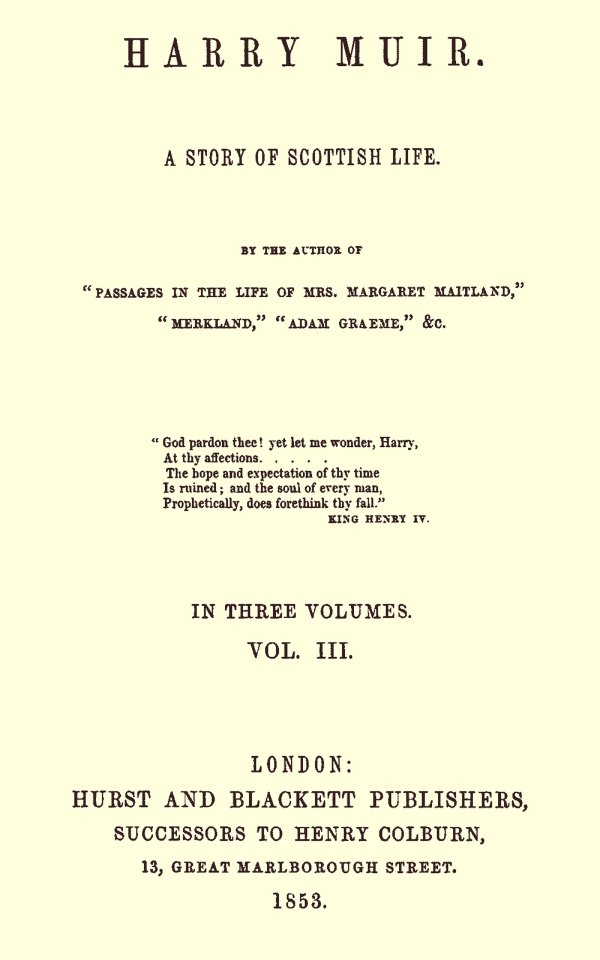 HARRY MUIR.
A STORY OF SCOTTISH LIFE.
BY THE AUTHOR OF
“PASSAGES IN THE LIFE OF MRS. MARGARET MAITLAND,”
“MERKLAND,” “ADAM GRAEME,” &C.
“God pardon thee! yet let me wonder, Harry,
At thy affections. . . . . .
The hope and expectation of thy time
Is ruined; and the soul of every man,
Prophetically, does forethink thy fall.”
KING HENRY IV.
IN THREE VOLUMES.
VOL. III.
LONDON:
HURST AND BLACKETT PUBLISHERS,
SUCCESSORS TO HENRY COLBURN,
13, GREAT MARLBOROUGH STREET.
1853.